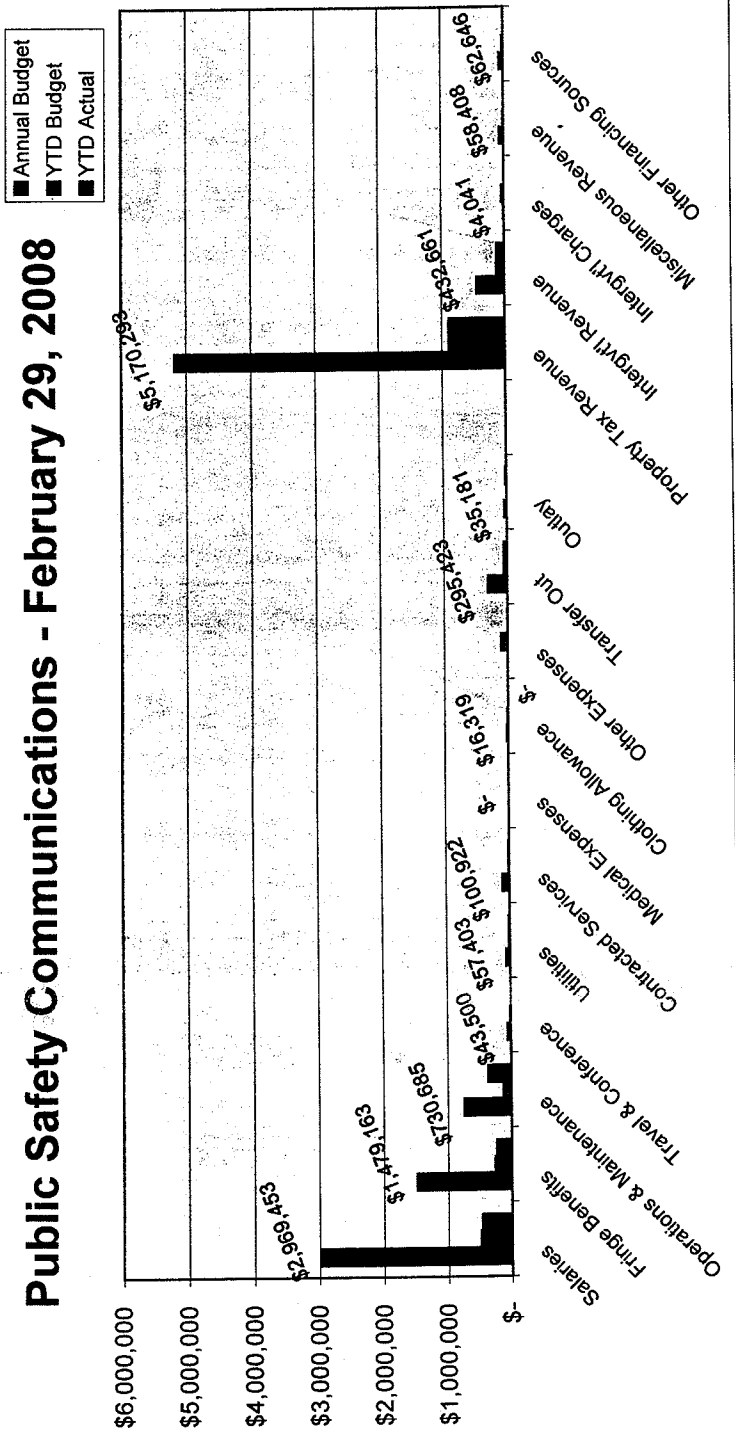 Public Safety Communications - February 29, 2008
Annual Budget
YTD Budget
YTD Actual
$6,000,000
$5,000,000
$4,000,000
$3,000,000
$2,000,000
$1,000,000
$-
$2,969,453
$1,479,163
$730,685
$43,500
$57,403
$100,922
$-
$16,319
$-
$295,423
$35,181
$5,170,293
$432,661
$4,041
$58,408
$62,646
Salaries
Fringe Benefits
Operations & Maintenance
Travel & Conference
Utilities
Contracted Services
Medical Expenses
Clothing Allowance
Other Expenses
Transfer Out
Outlay
Property Tax Revenue
Intergvt'l Revenue
Intergvt'l Charges
Miscellaneous Revenue
Other Financing Sources